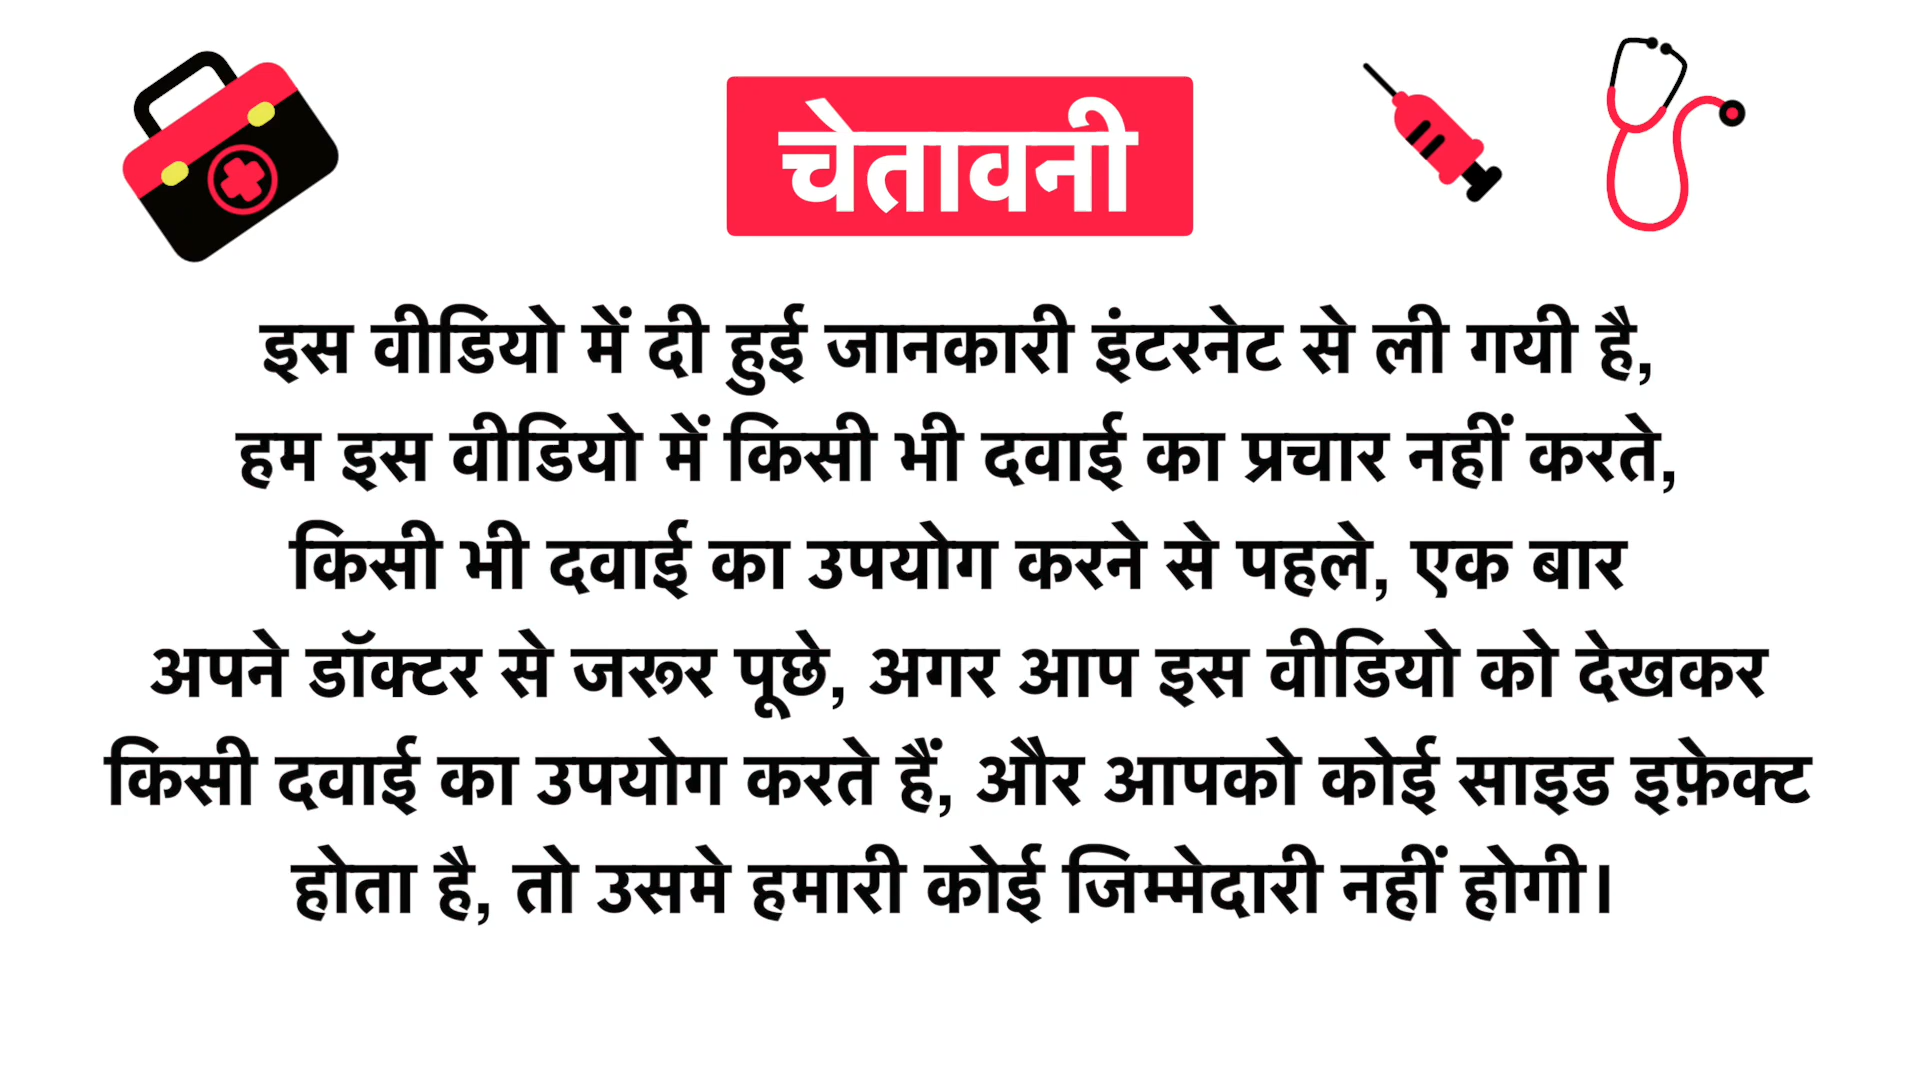 चेतावनी
इस वीडियो में दी हुई जानकारी इंटरनेट से ली गयी है,
हम इस वीडियो में किसी भी दवाई का प्रचार नहीं करते,
किसी भी दवाई का उपयोग करने से पहले, एक बार
अपने डॉक्टर से जरूर पूछे, अगर आप इस वीडियो को देखकर
किसी दवाई का उपयोग करते हैं, और आपको कोई साइड इफ़ेक्ट
होता है, तो उसमे हमारी कोई जिम्मेदारी नहीं होगी।